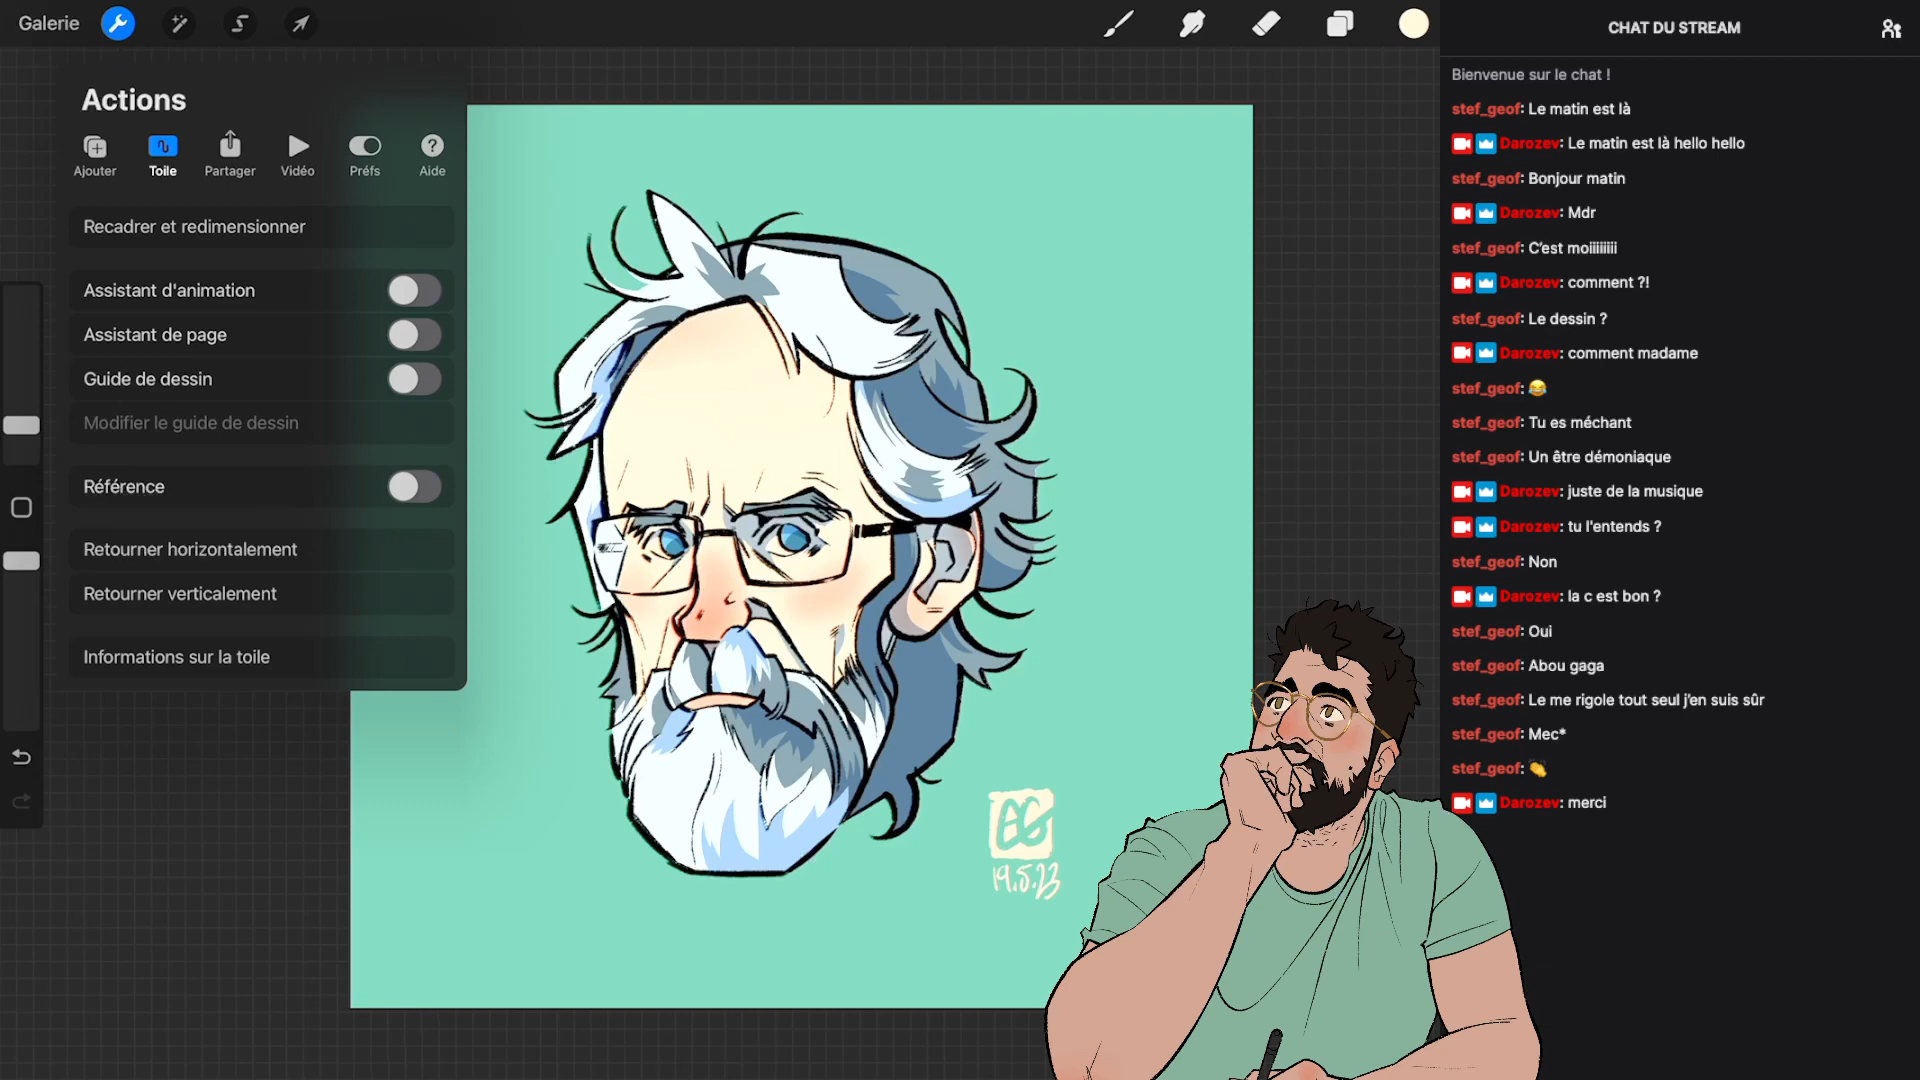 Galerie
Actions
Ajouter
Toile
Partager
Vidéo
Préfs
Aide
Recadrer et redimensionner
Assistant d'animation
Assistant de page
Guide de dessin
Modifier le guide de dessin
Référence
Retourner horizontalement
Retourner verticalement
Informations sur la toile
EG
19.5.23
CHAT DU STREAM
Bienvenue sur le chat !
stef_geof: Le matin est là
Darozev: Le matin est là hello hello
stef_geof: Bonjour matin
Darozev: Mdr
stef_geof: C'est moiiiiiiiii
Darozev: comment ?!
stef_geof: Le dessin ?
Darozev: comment madame
stef_geof: 😂
stef_geof: Tu es méchant
stef_geof: Un être démoniaque
Darozev: juste de la musique
Darozev: tu l'entends ?
stef_geof: Non
Darozev: la c est bon ?
stef_geof: Oui
stef_geof: Abou gaga
stef_geof: Le me rigole tout seul j'en suis sûr
stef_geof: Mec*
stef_geof: 👏
Darozev: merci